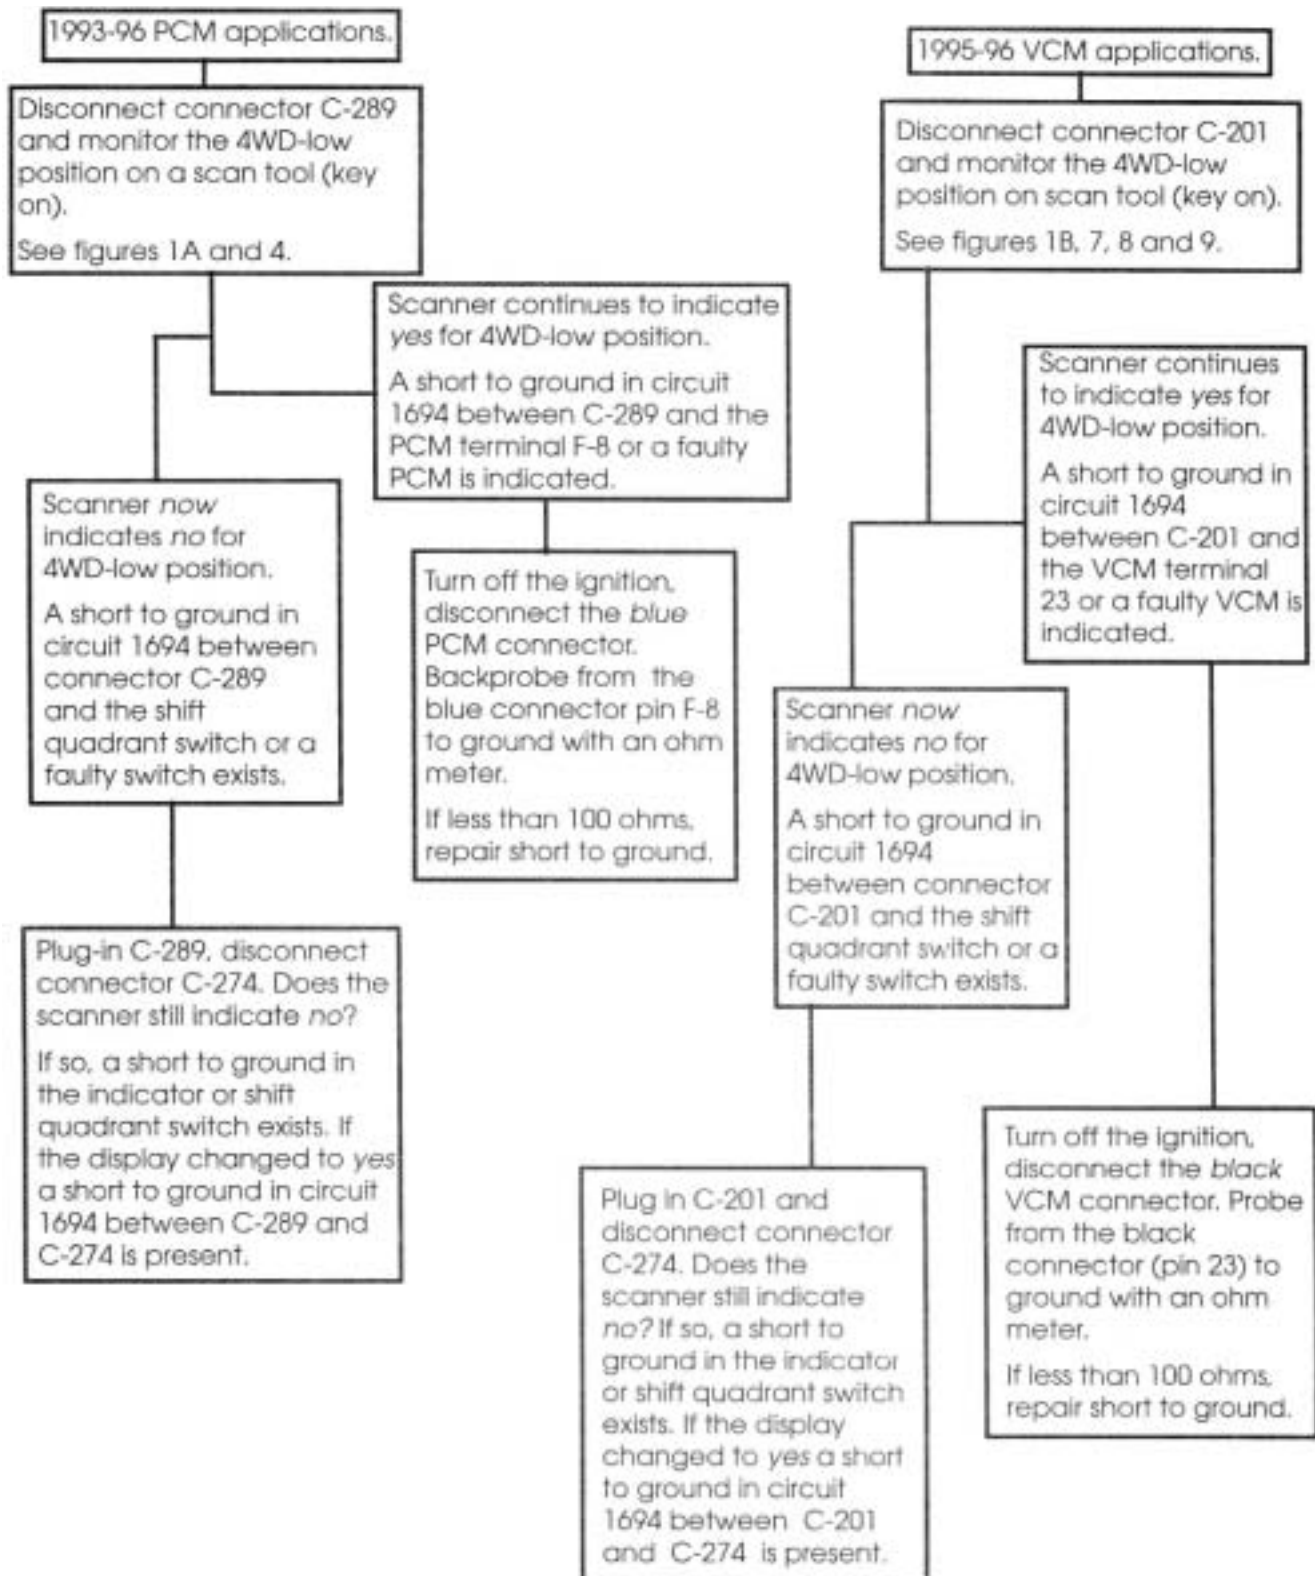 1993-96 PCM applications.
Disconnect connector C-289
and monitor the 4WD-low
position on a scan tool (key
on).
See figures 1A and 4.
Scanner continues to indicate
yes for 4WD-low position.
A short to ground in circuit
1694 between C-289 and the
PCM terminal F-8 or a faulty
PCM is indicated.
Scanner now
indicates no for
4WD-low position.
A short to ground in
circuit 1694 between
connector C-289
and the shift
quadrant switch or a
faulty switch exists.
Turn off the ignition,
disconnect the blue
PCM connector.
Backprobe from the
blue connector pin F-8
to ground with an ohm
meter.
If less than 100 ohms,
repair short to ground.
Plug-in C-289, disconnect
connector C-274. Does the
scanner still indicate no?
If so, a short to ground in
the indicator or shift
quadrant switch exists. If
the display changed to yes
a short to ground in circuit
1694 between C-289 and
C-274 is present.
1995-96 VCM applications.
Disconnect connector C-201
and monitor the 4WD-low
position on scan tool (key on).
See figures 1B, 7, 8 and 9.
Scanner continues
to indicate yes for
4WD-low position.
A short to ground in
circuit 1694
between C-201 and
the VCM terminal
23 or a faulty VCM is
indicated.
Scanner now
indicates no for
4WD-low position.
A short to ground in
circuit 1694
between connector
C-201 and the shift
quadrant switch or a
faulty switch exists.
Turn off the ignition,
disconnect the black
VCM connector. Probe
from the black
connector (pin 23) to
ground with an ohm
meter.
If less than 100 ohms,
repair short to ground.
Plug in C-201 and
disconnect connector
C-274. Does the
scanner still indicate
no? If so, a short to
ground in the indicator
or shift quadrant switch
exists. If the display
changed to yes a short
to ground in circuit
1694 between C-201
and C-274 is present.